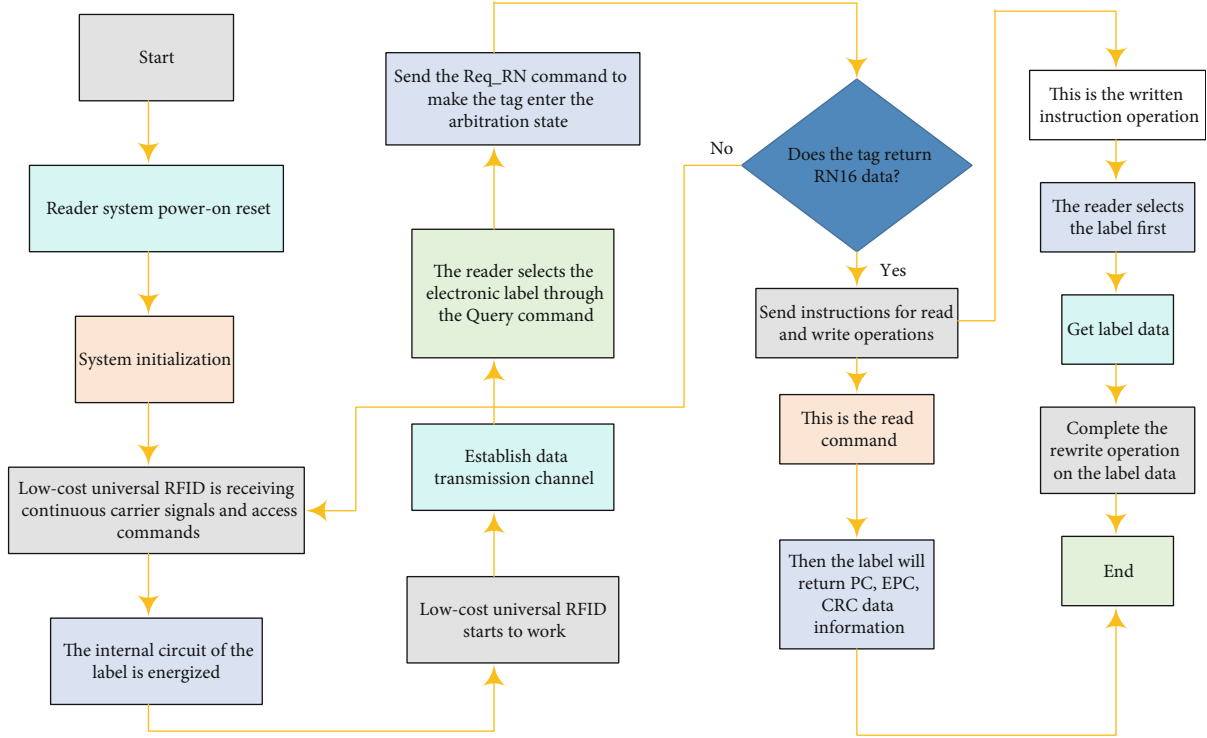 Start
Reader system power-on reset
System initialization
Low-cost universal RFID is receiving
continuous carrier signals and access
commands
The internal circuit of the
label is energized
Low-cost universal RFID
starts to work
Establish data
transmission channel
The reader selects the
electronic label through
the Query command
Send the Req_RN command to
make the tag enter the
arbitration state
Does the tag return
RN16 data?
No
Yes
Send instructions for read
and write operations
This is the read
command
Then the label will
return PC, EPC,
CRC data
information
This is the written
instruction operation
The reader selects
the label first
Get label data
Complete the
rewrite operation
on the label data
End